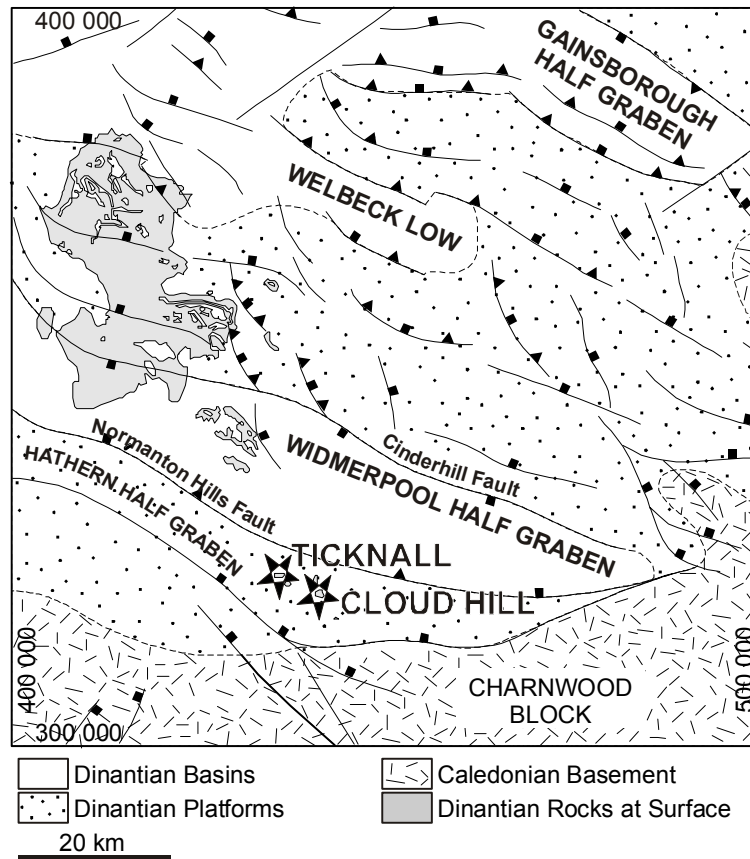 400 000
GAINSBOROUGH
HALF GRABEN
WELBECK LOW
Cinderhill Fault
Normanton Hills Fault
WIDMERPOOL HALF GRABEN
HATHERN HALF GRABEN
TICKNALL
CLOUD HILL
400 000
500 000
CHARNWOOD
BLOCK
300 000
Dinantian Basins
Caledonian Basement
Dinantian Platforms
Dinantian Rocks at Surface
20 km